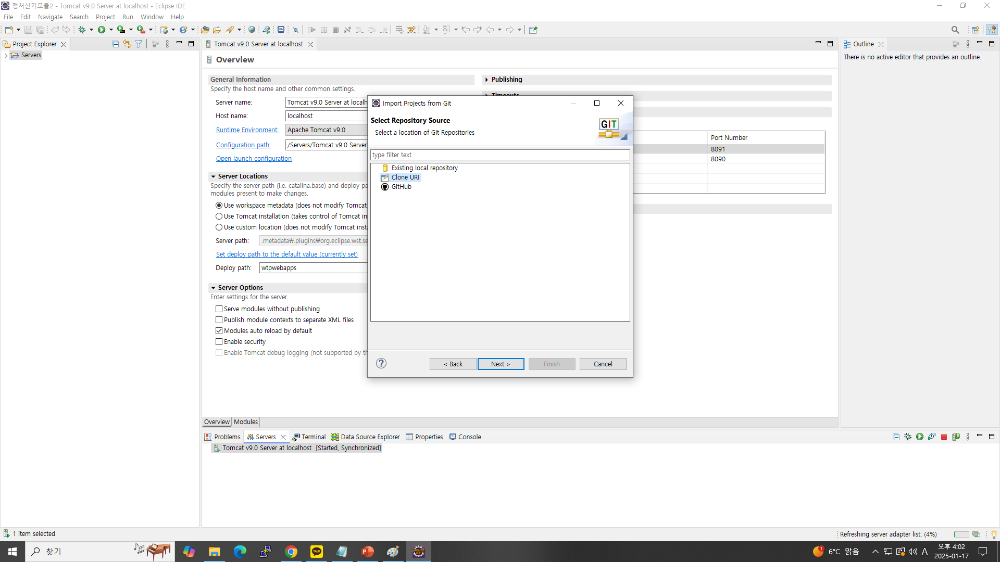 정처산기모듈2 - Tomcat v9.0 Server at localhost - Eclipse IDE
File Edit Navigate Search Project Run Window Help
Project Explorer
Servers
Tomcat v9.0 Server at localhost
Overview
General Information
Specify the host name and other common settings.
Server name: Tomcat v9.0 Server at localh
Host name: localhost
Runtime Environment: Apache Tomcat v9.0
Configuration path: /Servers/Tomcat v9.0 Server
Open launch configuration
Server Locations
Specify the server path (i.e. catalina.base) and deploy pa
modules present to make changes.
Use workspace metadata (does not modify Tomcat
Use Tomcat installation (takes control of Tomcat in
Use custom location (does not modify Tomcat inst
Server path: .metadata₩.plugins₩org.eclipse.wst.se
Set deploy path to the default value (currently set)
Deploy path: wtpwebapps
Server Options
Enter settings for the server.
Serve modules without publishing
Publish module contexts to separate XML files
Modules auto reload by default
Enable security
Enable Tomcat debug logging (not supported by th
Publishing
Timeouts
Port Number
8091
8090
Import Projects from Git
Select Repository Source
Select a location of Git Repositories
GIT
type filter text
Existing local repository
Clone URI
GitHub
< Back
Next >
Finish
Cancel
Outline
There is no active editor that provides an outline.
Overview Modules
Problems Servers Terminal Data Source Explorer Properties Console
Tomcat v9.0 Server at localhost [Started, Synchronized]
1 item selected
Refreshing server adapter list: (4%)
찾기
TALK
P
1
6°C 맑음
A
오후 4:02
2025-01-17